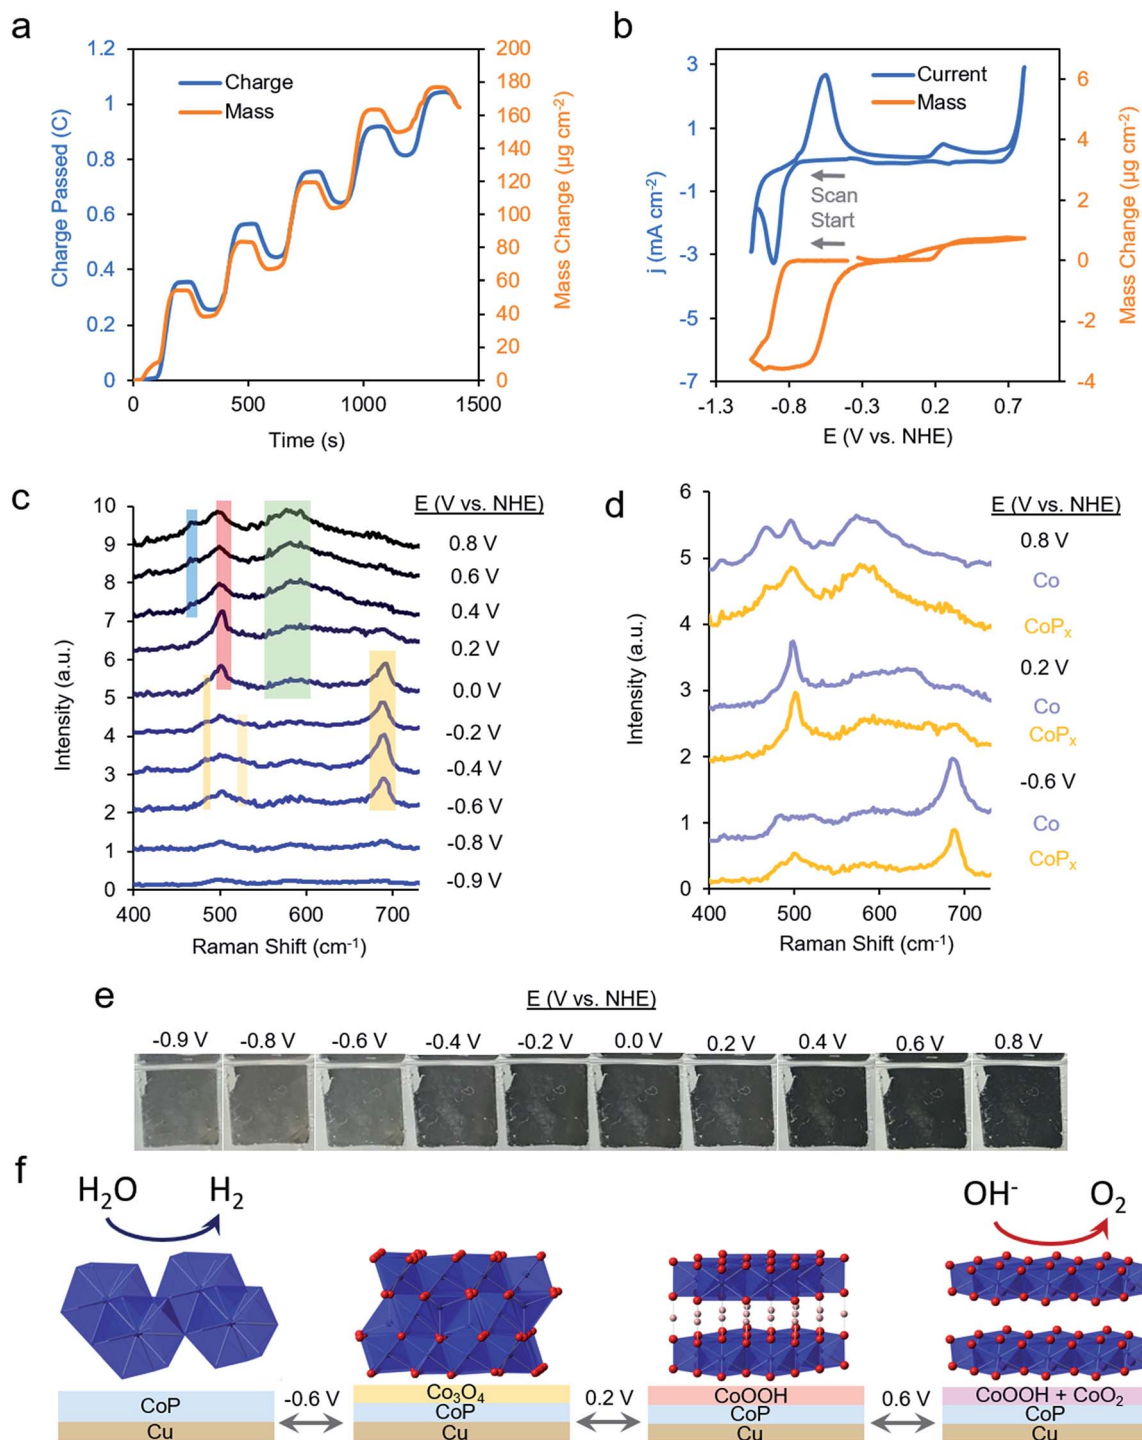 a
1.2
1
0.8
0.6
0.4
0.2
0
Charge Passed (C)
Charge
Mass
200
180
160
140
120
100
80
60
40
20
0
Mass Change (µg cm⁻²)
0
500
1000
1500
Time (s)
b
3
1
-1
-3
-5
-7
j (mA cm⁻²)
Current
Mass
Scan
Start
6
4
2
0
-2
-4
Mass Change (µg cm⁻²)
-1.3
-0.8
-0.3
0.2
0.7
E (V vs. NHE)
c
10
9
8
7
6
5
4
3
2
1
0
Intensity (a.u.)
E (V vs. NHE)
0.8 V
0.6 V
0.4 V
0.2 V
0.0 V
-0.2 V
-0.4 V
-0.6 V
-0.8 V
-0.9 V
400
500
600
700
Raman Shift (cm⁻¹)
d
6
5
4
3
2
1
0
Intensity (a.u.)
E (V vs. NHE)
0.8 V
Co
CoPₓ
0.2 V
Co
CoPₓ
-0.6 V
Co
CoPₓ
400
500
600
700
Raman Shift (cm⁻¹)
e
E (V vs. NHE)
-0.9 V -0.8 V -0.6 V -0.4 V -0.2 V 0.0 V 0.2 V 0.4 V 0.6 V 0.8 V
f
H₂O H₂
OH⁻ O₂
CoP
Cu
-0.6 V
Co₃O₄
CoP
Cu
0.2 V
CoOOH
CoP
Cu
0.6 V
CoOOH + CoO₂
CoP
Cu